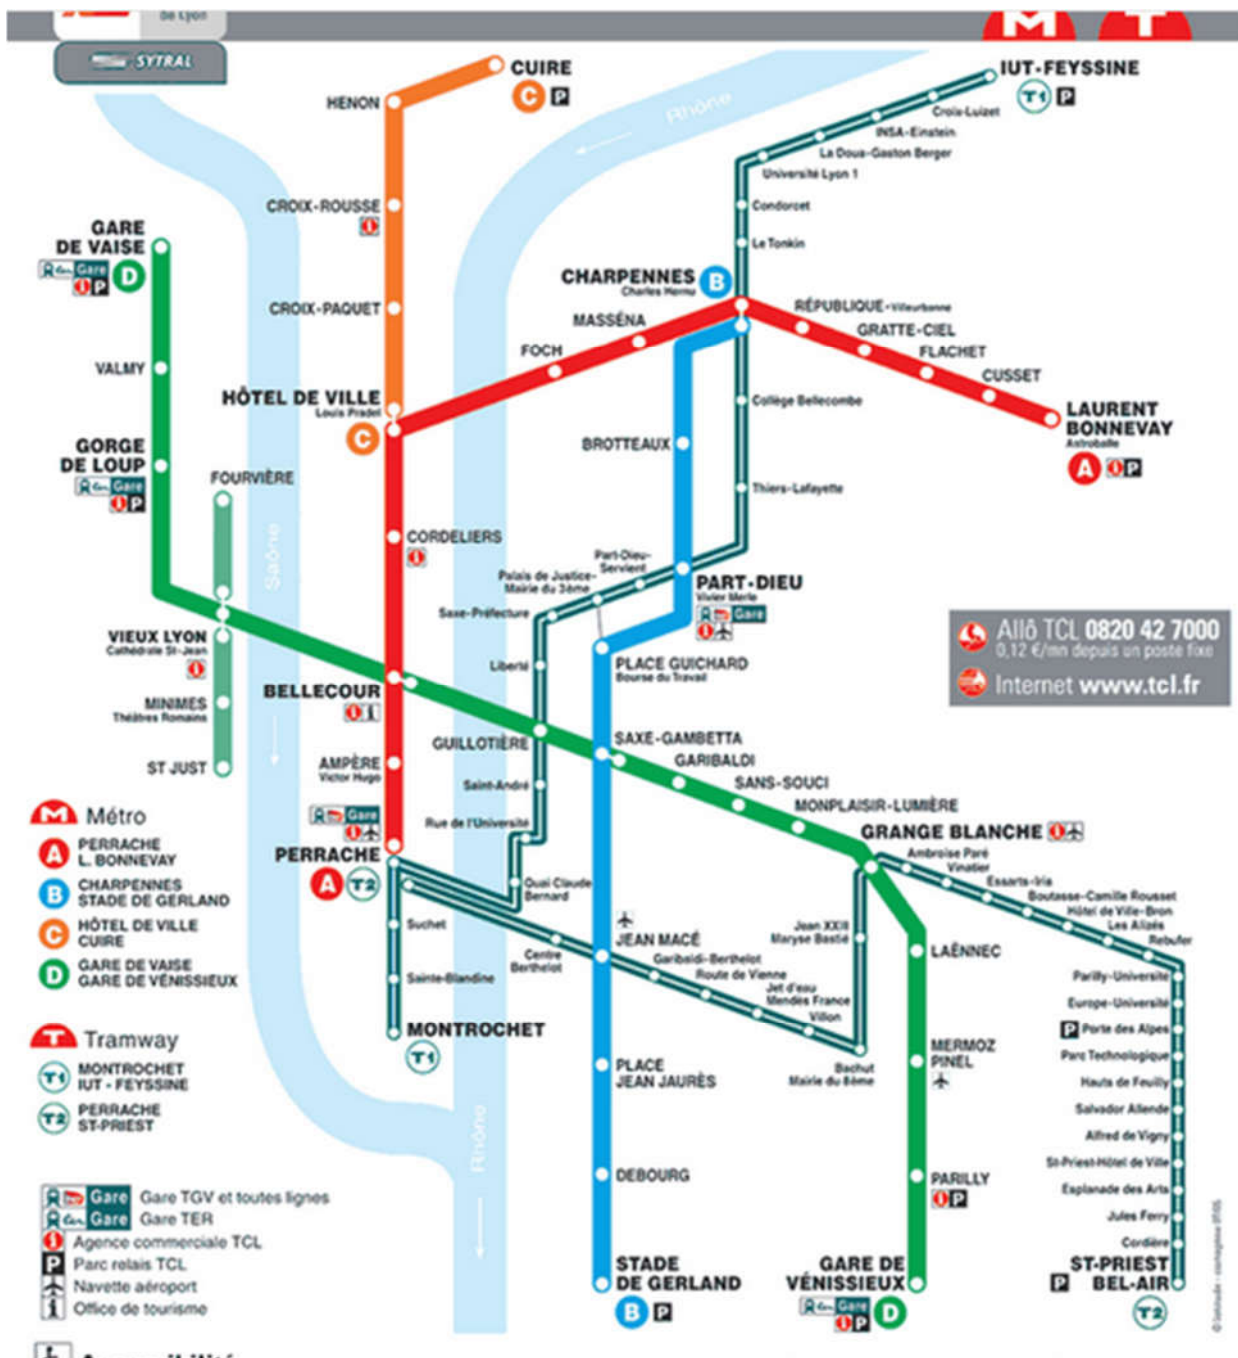 de Lyon
SYTRAL
M T
CUIRE
C P
HENON
CROIX-ROUSSE
CROIX-PAQUET
HÔTEL DE VILLE
Louis Pradel
C
Rhône
IUT-FEYSSINE
T1 P
Croix-Luizet
INSA-Einstein
La Doua-Gaston Berger
Université Lyon 1
Condorcet
Le Tonkin
CHARPENNES
Charles Hernu
B
GARE
DE VAISE
Gare
D
P
VALMY
GORGE
DE LOUP
Gare
P
FOURVIÈRE
Saône
MASSÉNA
FOCH
RÉPUBLIQUE-Villeurbanne
GRATTE-CIEL
FLACHET
CUSSET
LAURENT
BONNEVAY
Astroballe
A P
Collège Bellecombe
BROTTEAUX
Thiers-Lafayette
CORDELIERS
Part-Dieu-
Servient
Palais de Justice-
Mairie du 3ème
Saxe-Préfecture
PART-DIEU
Vivier Merle
Gare
Liberté
PLACE GUICHARD
Bourse du Travail
Allô TCL 0820 42 7000
0,12 €/mn depuis un poste fixe
Internet www.tcl.fr
VIEUX LYON
Cathédrale St-Jean
MINIMES
Théâtres Romains
ST JUST
BELLECOUR
GUILLOTIÈRE
SAXE-GAMBETTA
GARIBALDI
SANS-SOUCI
MONPLAISIR-LUMIÈRE
GRANGE BLANCHE
AMPÈRE
Victor Hugo
Saint-André
Rue de l'Université
Gare
PERRACHE
A T2
Quai Claude
Bernard
Suchet
Sainte-Blandine
MONTROCHET
T1
Centre
Berthelot
JEAN MACÉ
Garibaldi-Berthelot
Route de Vienne
Jet d'eau
Mendès France
Villon
Bachut
Mairie du 8ème
Jean XXIII
Maryse Bastié
Ambroise Paré
Vinatier
Essarts-Iris
Boutasse-Camille Rousset
Hôtel de Ville-Bron
Les Alizés
Rebufer
Parilly-Université
Europe-Université
P Porte des Alpes
Parc Technologique
Hauts de Feuilly
Salvador Allende
Alfred de Vigny
St-Priest-Hôtel de Ville
Esplanade des Arts
Jules Ferry
Cordière
ST-PRIEST
P BEL-AIR
T2
LAËNNEC
MERMOZ
PINEL
PARILLY
P
GARE DE
VÉNISSIEUX
Gare
D
P
PLACE
JEAN JAURÈS
DEBOURG
STADE
DE GERLAND
B P
Rhône
M Métro
A PERRACHE
L. BONNEVAY
B CHARPENNES
STADE DE GERLAND
C HÔTEL DE VILLE
CUIRE
D GARE DE VAISE
GARE DE VÉNISSIEUX
T Tramway
T1 MONTROCHET
IUT - FEYSSINE
T2 PERRACHE
ST-PRIEST
Gare Gare TGV et toutes lignes
Gare Gare TER
Agence commerciale TCL
P Parc relais TCL
Navette aéroport
i Office de tourisme